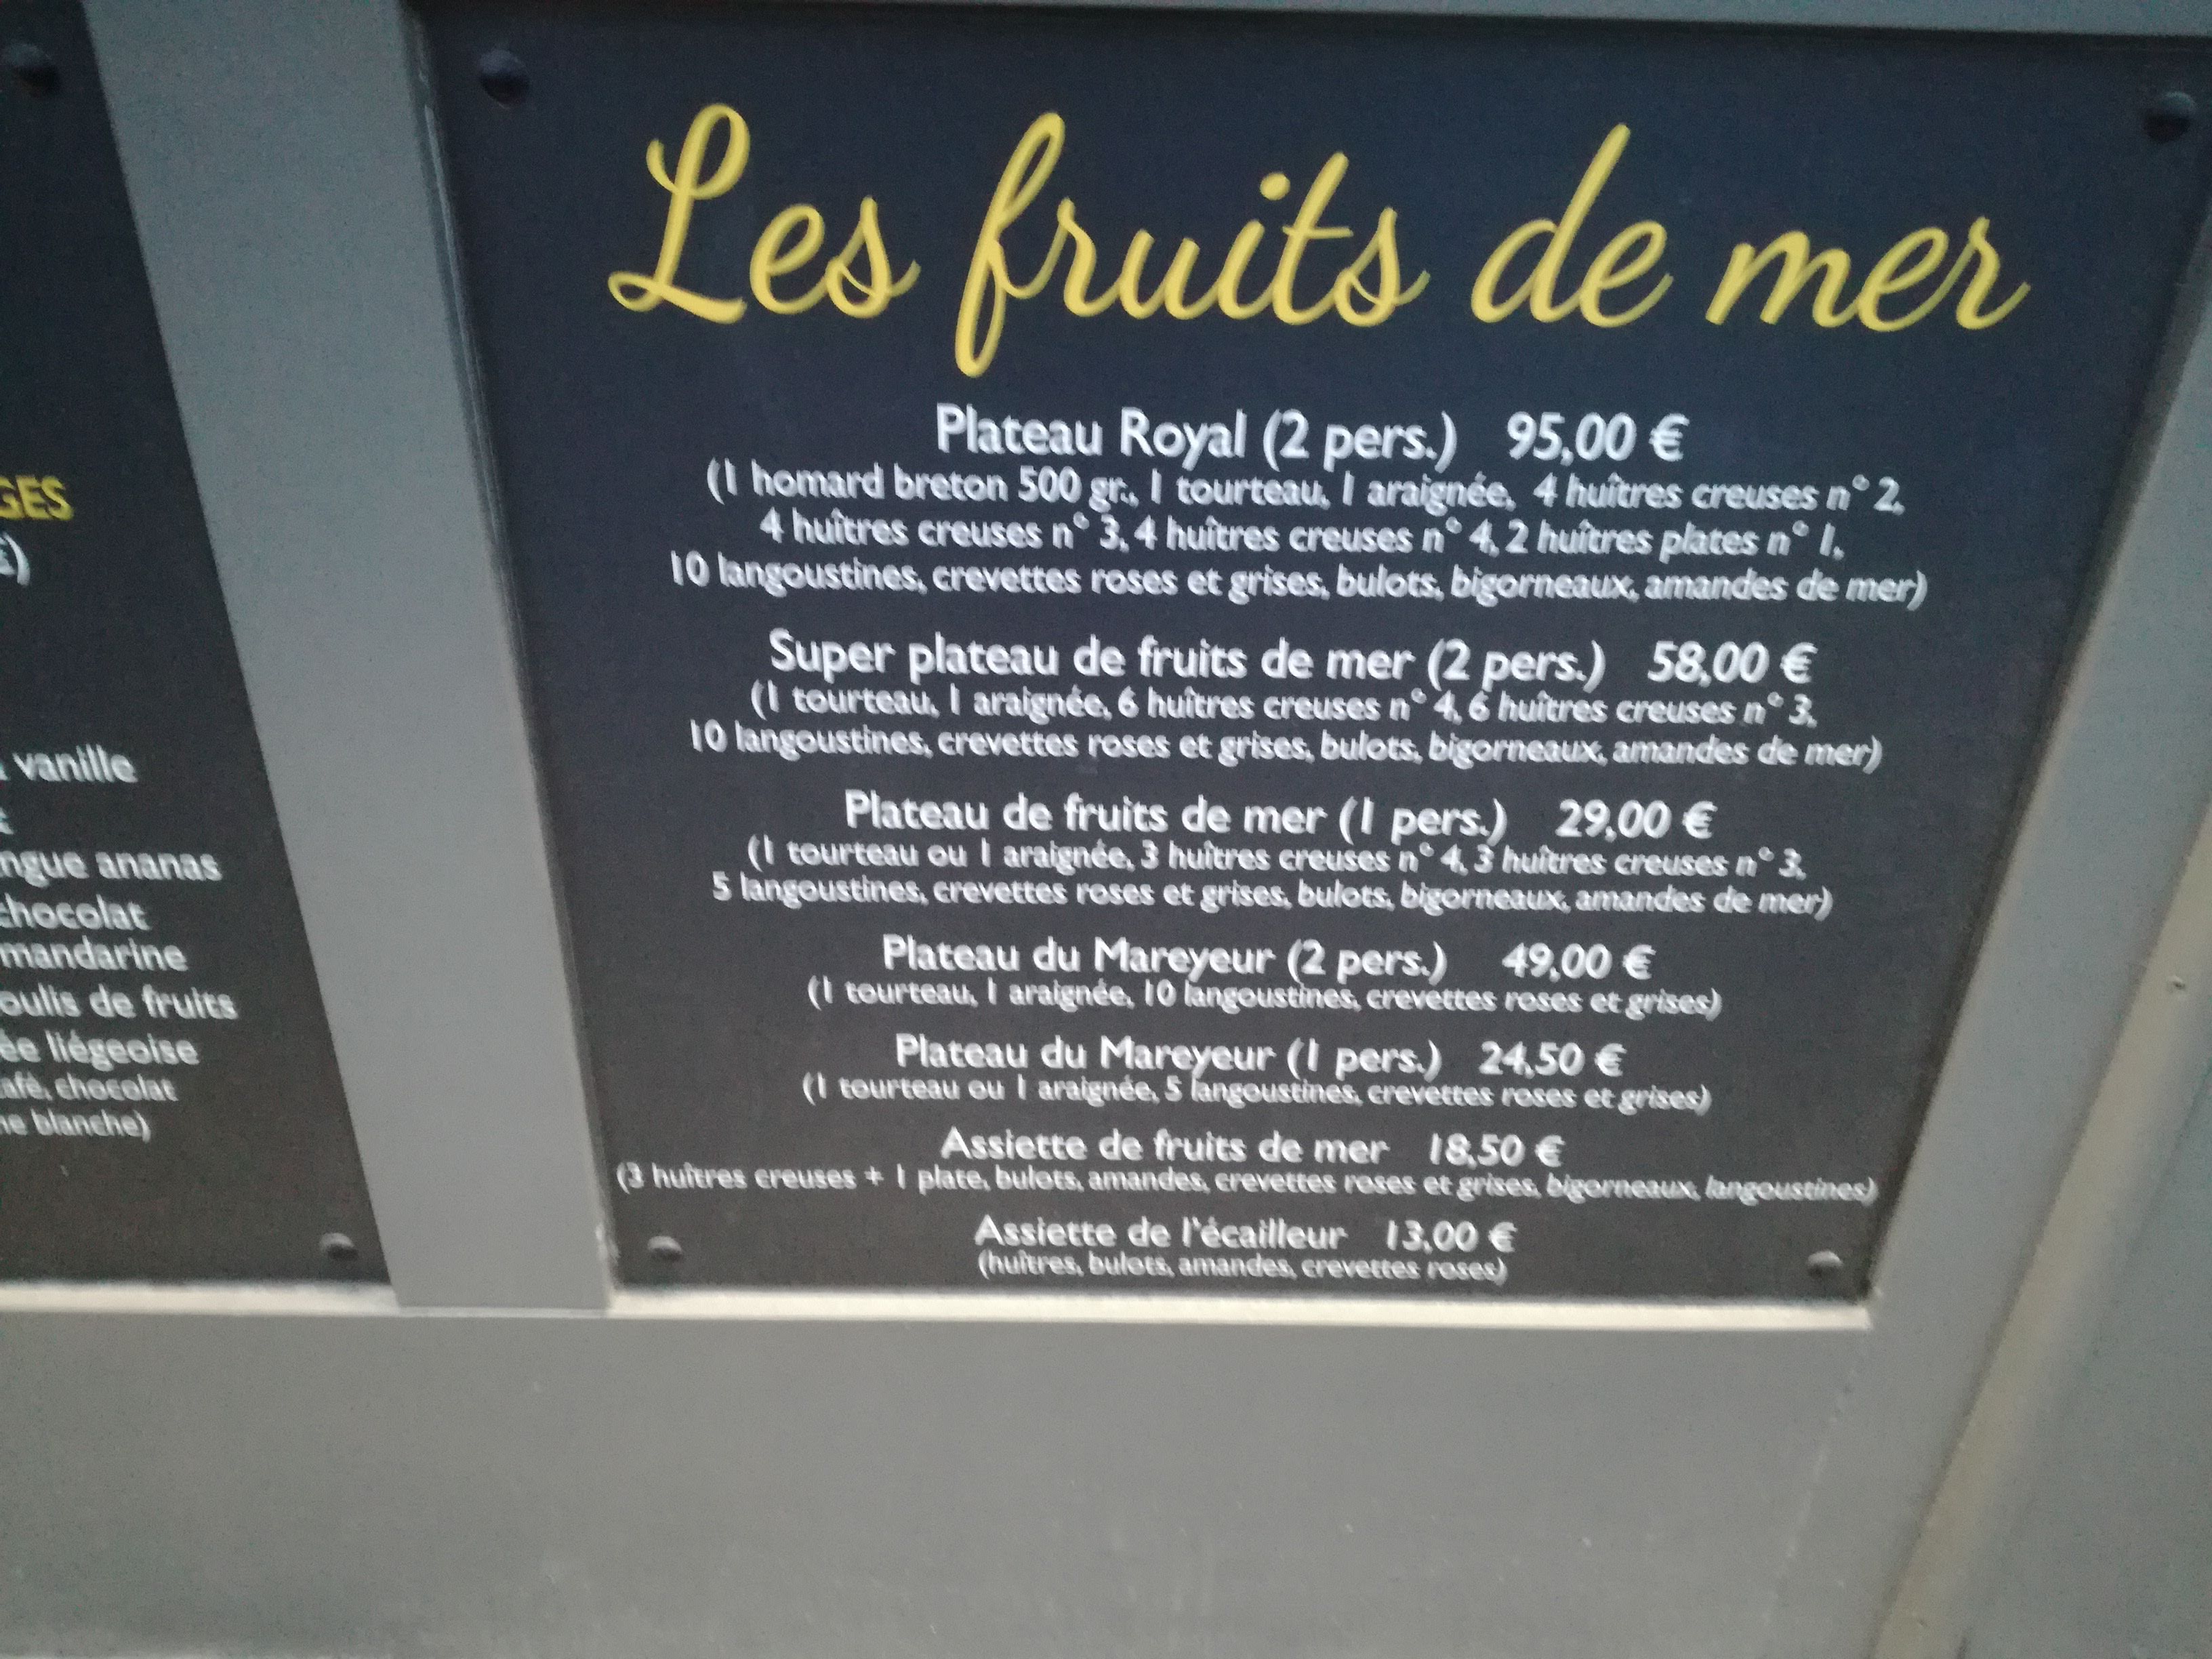 GES
vanille
ananas
chocolat
mandarine
de fruits
liégeoise
chocolat
blanche)
Les fruits de mer
Plateau Royal (2 pers.) 95,00 €
(1 homard breton 500 gr., 1 tourteau, 1 araignée, 4 huîtres creuses n° 2,
4 huîtres creuses n° 3, 4 huîtres creuses n° 4, 2 huîtres plates n° 1,
10 langoustines, crevettes roses et grises, bulots, bigorneaux, amandes de mer)
Super plateau de fruits de mer (2 pers.) 58,00 €
(1 tourteau, 1 araignée, 6 huîtres creuses n° 4, 6 huîtres creuses n° 3,
10 langoustines, crevettes roses et grises, bulots, bigorneaux, amandes de mer)
Plateau de fruits de mer (1 pers.) 29,00 €
(1 tourteau ou 1 araignée, 3 huîtres creuses n° 4, 3 huîtres creuses n° 3,
5 langoustines, crevettes roses et grises, bulots, bigorneaux, amandes de mer)
Plateau du Mareyeur (2 pers.) 49,00 €
(1 tourteau, 1 araignée, 10 langoustines, crevettes roses et grises)
Plateau du Mareyeur (1 pers.) 24,50 €
(1 tourteau ou 1 araignée, 5 langoustines, crevettes roses et grises)
Assiette de fruits de mer 18,50 €
(3 huîtres creuses + 1 plate, bulots, amandes, crevettes roses et grises, bigorneaux, langoustines)
Assiette de l'écailleur 13,00 €
(huîtres, bulots, amandes, crevettes roses)